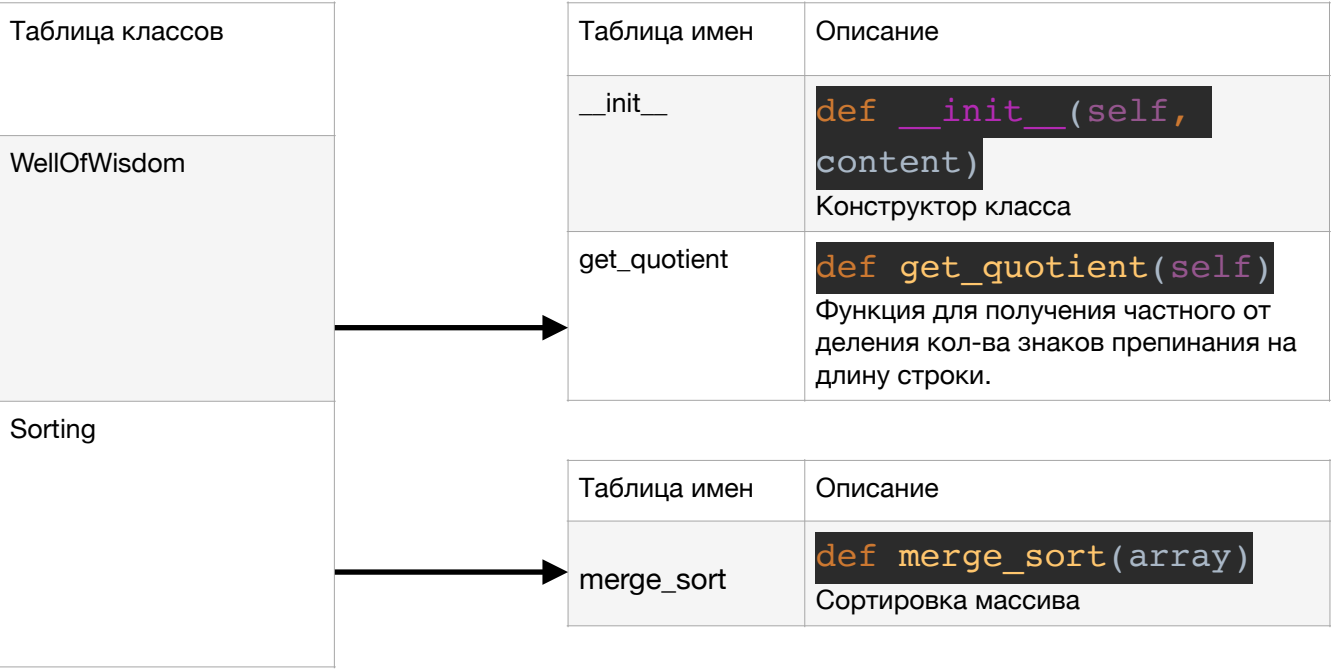 Таблица классов
WellOfWisdom
Sorting
Таблица имен
Описание
__init__
def __init__(self,
content)
Конструктор класса
get_quotient
def get_quotient(self)
Функция для получения частного от
деления кол-ва знаков препинания на
длину строки.
Таблица имен
Описание
merge_sort
def merge_sort(array)
Сортировка массива